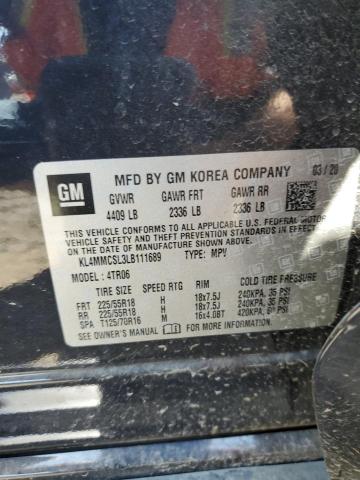 GM
MFD BY GM KOREA COMPANY 03/20
GVWR GAWR FRT GAWR RR
4409 LB 2336 LB 2336 LB
THIS VEHICLE CONFORMS TO ALL APPLICABLE U.S. FEDERAL MOTOR
VEHICLE SAFETY AND THEFT PREVENTION STANDARDS IN EFFECT ON THE
DATE OF MANUFACTURE SHOWN ABOVE.
KL4MMCSL3LB111689 TYPE: MPV
MODEL: 4TR06
TIRE SIZE SPEED RTG RIM COLD TIRE PRESSURE
FRT 225/55R18 H 18x7.5J 240KPA, 35 PSI
RR 225/55R18 H 18x7.5J 240KPA, 35 PSI
SPA T125/70R16 M 16x4.0BT 420KPA, PSI
SEE OWNER'S MANUAL FOR ADDITIONAL INFORMATION